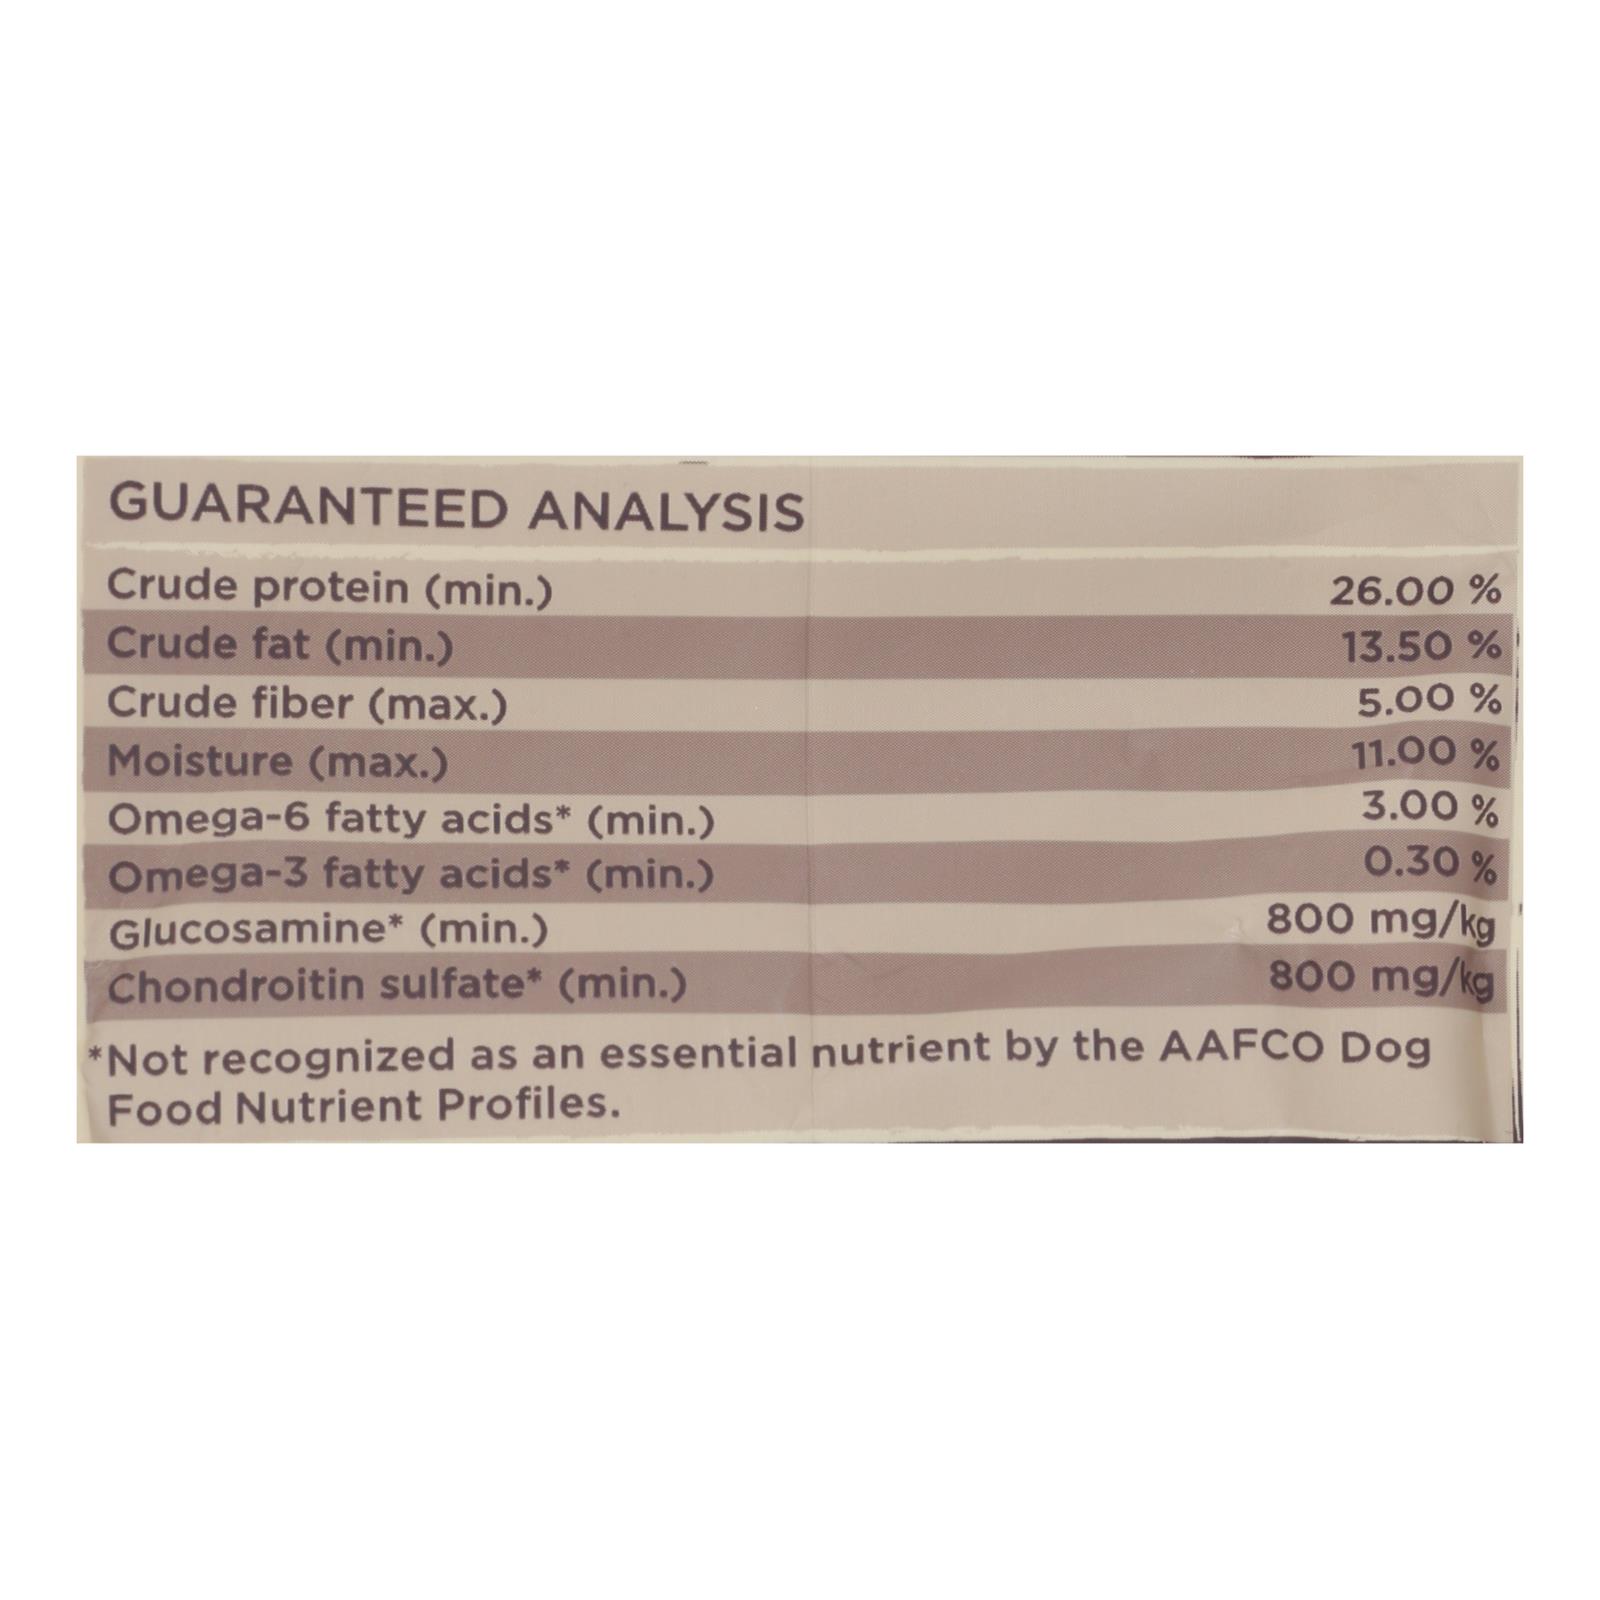 GUARANTEED ANALYSIS
Crude protein (min.) 26.00 %
Crude fat (min.) 13.50 %
Crude fiber (max.) 5.00 %
Moisture (max.) 11.00 %
Omega-6 fatty acids* (min.) 3.00 %
Omega-3 fatty acids* (min.) 0.30 %
Glucosamine* (min.) 800 mg/kg
Chondroitin sulfate* (min.) 800 mg/kg
*Not recognized as an essential nutrient by the AAFCO Dog
Food Nutrient Profiles.